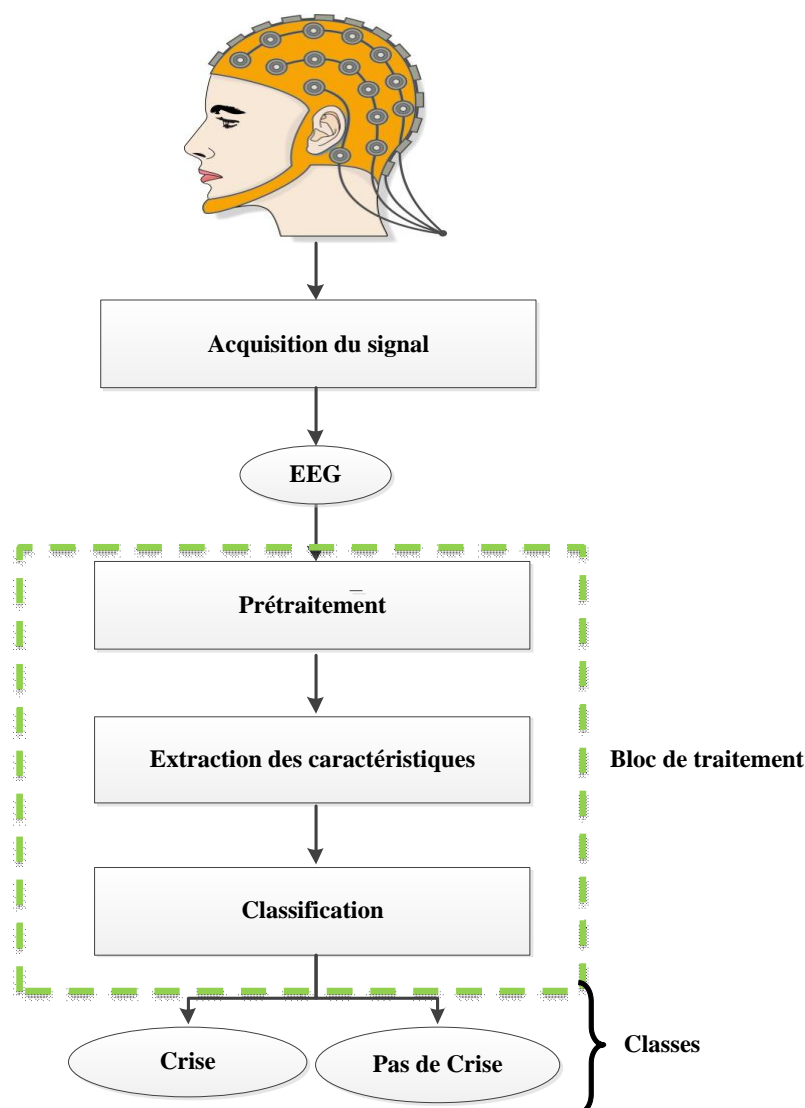 Acquisition du signal
EEG
Prétraitement
Extraction des caractéristiques
Bloc de traitement
Classification
Crise
Pas de Crise
Classes